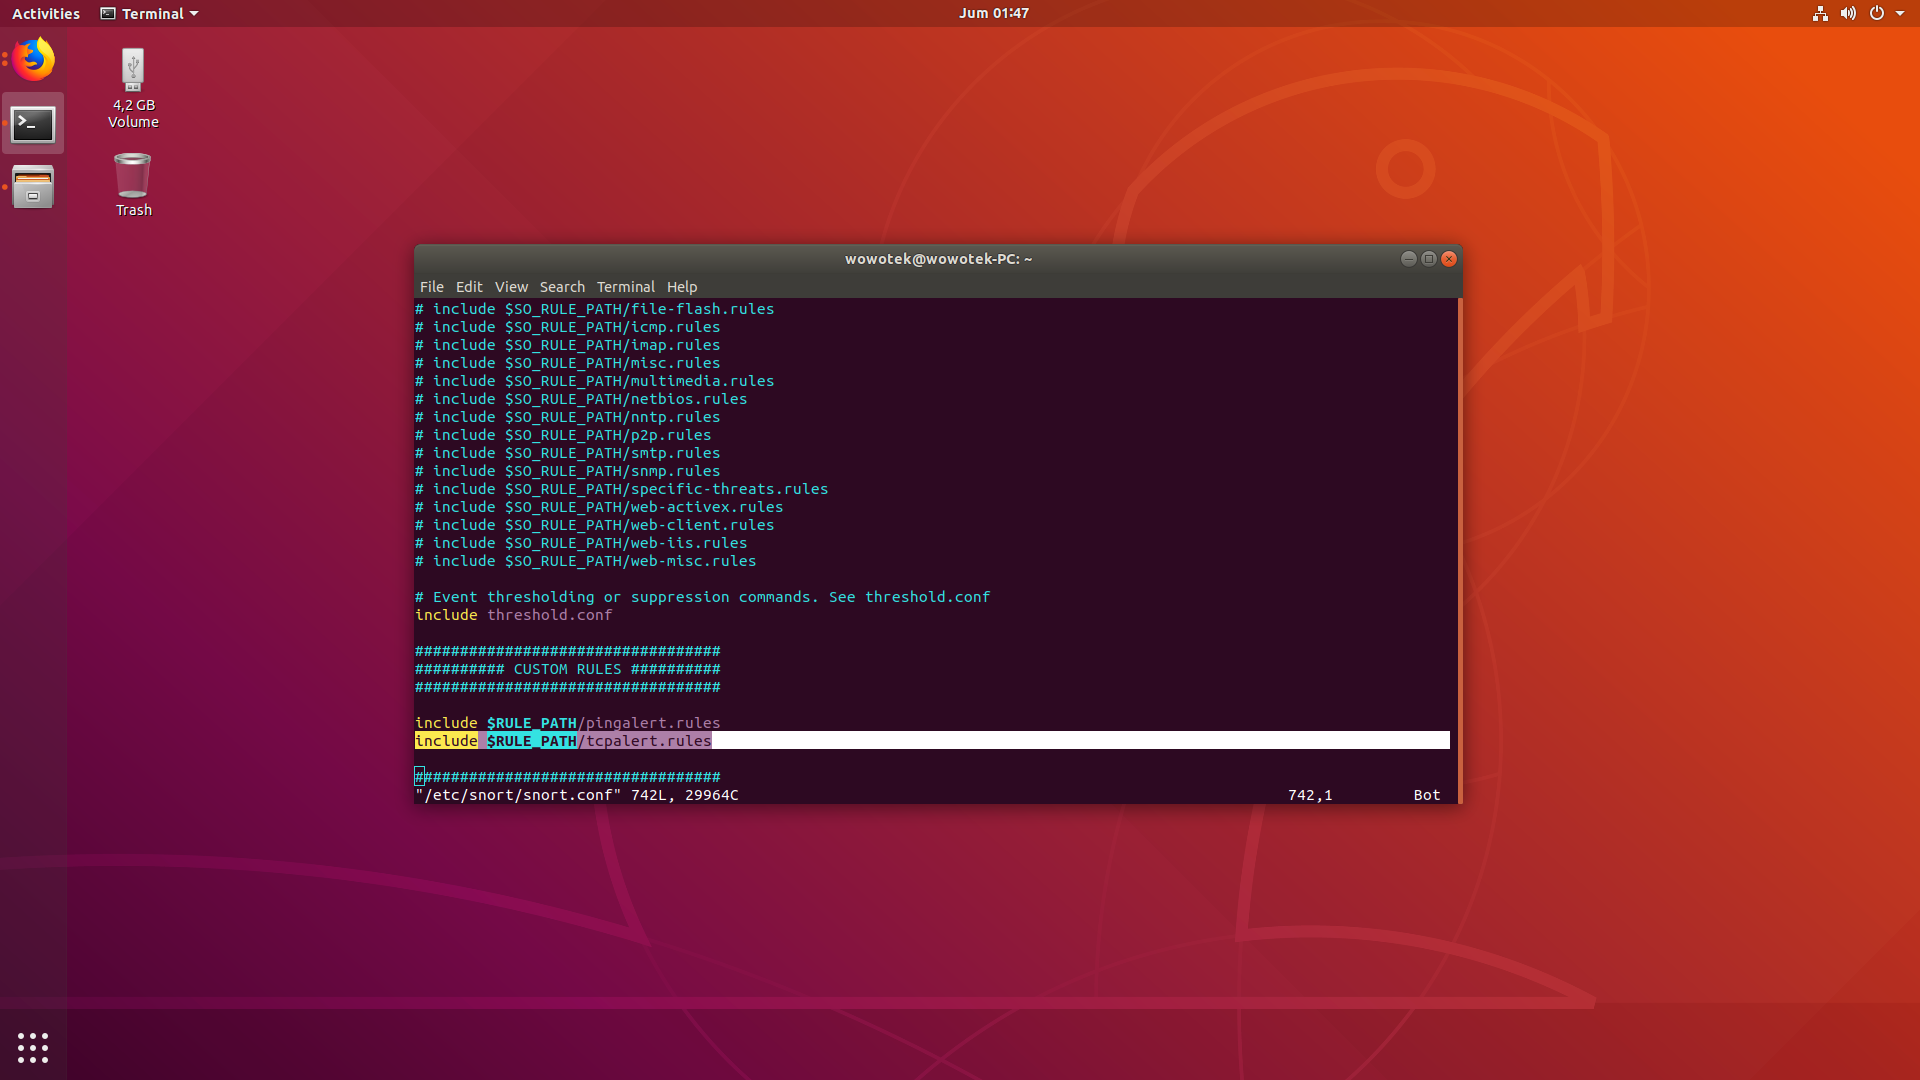 Activities Terminal Jum 01:47
4,2 GB
Volume
Trash
wowotek@wowotek-PC: ~
File Edit View Search Terminal Help
# include $SO_RULE_PATH/file-flash.rules
# include $SO_RULE_PATH/icmp.rules
# include $SO_RULE_PATH/imap.rules
# include $SO_RULE_PATH/misc.rules
# include $SO_RULE_PATH/multimedia.rules
# include $SO_RULE_PATH/netbios.rules
# include $SO_RULE_PATH/nntp.rules
# include $SO_RULE_PATH/p2p.rules
# include $SO_RULE_PATH/smtp.rules
# include $SO_RULE_PATH/snmp.rules
# include $SO_RULE_PATH/specific-threats.rules
# include $SO_RULE_PATH/web-activex.rules
# include $SO_RULE_PATH/web-client.rules
# include $SO_RULE_PATH/web-iis.rules
# include $SO_RULE_PATH/web-misc.rules
# Event thresholding or suppression commands. See threshold.conf
include threshold.conf
##################################
########## CUSTOM RULES ##########
##################################
include $RULE_PATH/pingalert.rules
include $RULE_PATH/tcpalert.rules
##################################
"/etc/snort/snort.conf" 742L, 29964C 742,1 Bot